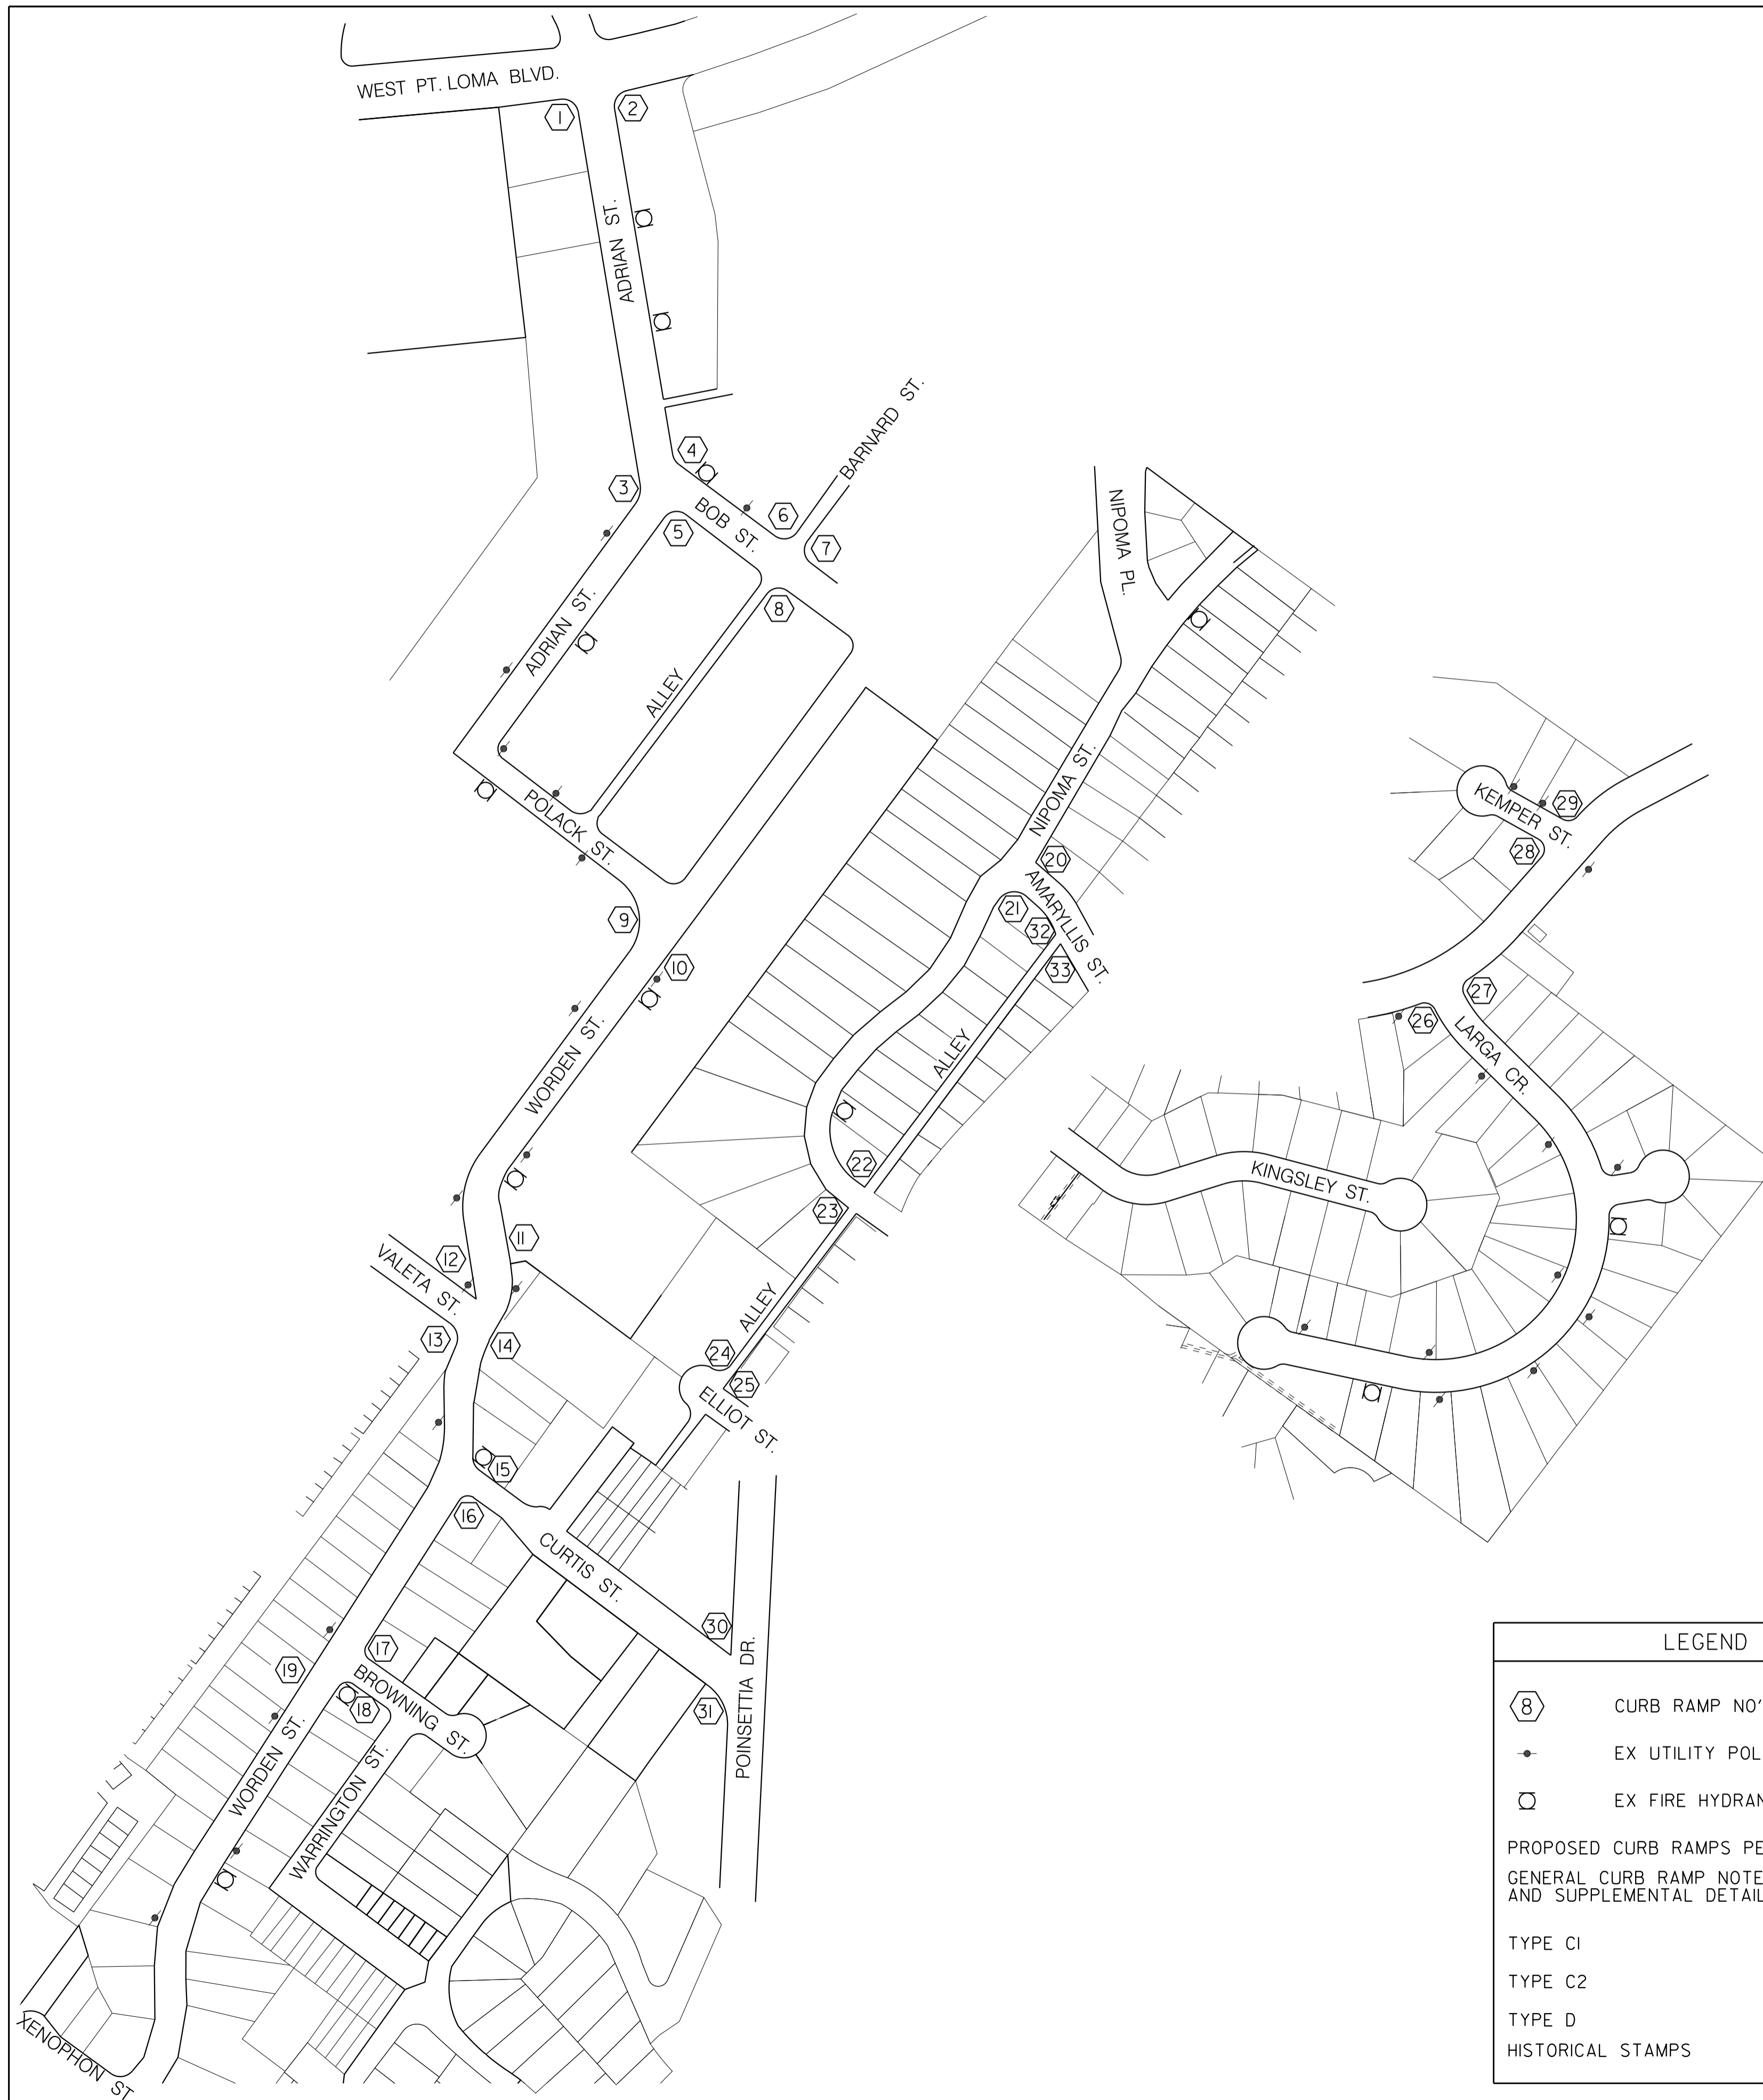 WEST PT. LOMA BLVD.
1
2
ADRIAN ST.
BARNARD ST.
4
3
6
BOB ST.
5
7
NIPOMA PL.
8
ADRIAN ST.
ALLEY
NIPOMA ST.
KEMPER ST.
29
28
POLACK ST.
20
AMARYLLIS ST.
21
32
33
9
10
27
26
LARGA CR.
WORDEN ST.
ALLEY
22
23
KINGSLEY ST.
11
12
VALETA ST.
13
14
ALLEY
24
25
ELLIOT ST.
15
16
CURTIS ST.
30
31
POINSETTIA DR.
17
BROWNING ST.
18
19
WORDEN ST.
WARRINGTON ST.
XENOPHON ST
LEGEND
8 CURB RAMP NO'
EX UTILITY POL
EX FIRE HYDRAN
PROPOSED CURB RAMPS PE
GENERAL CURB RAMP NOTE
AND SUPPLEMENTAL DETAIL
TYPE C1
TYPE C2
TYPE D
HISTORICAL STAMPS